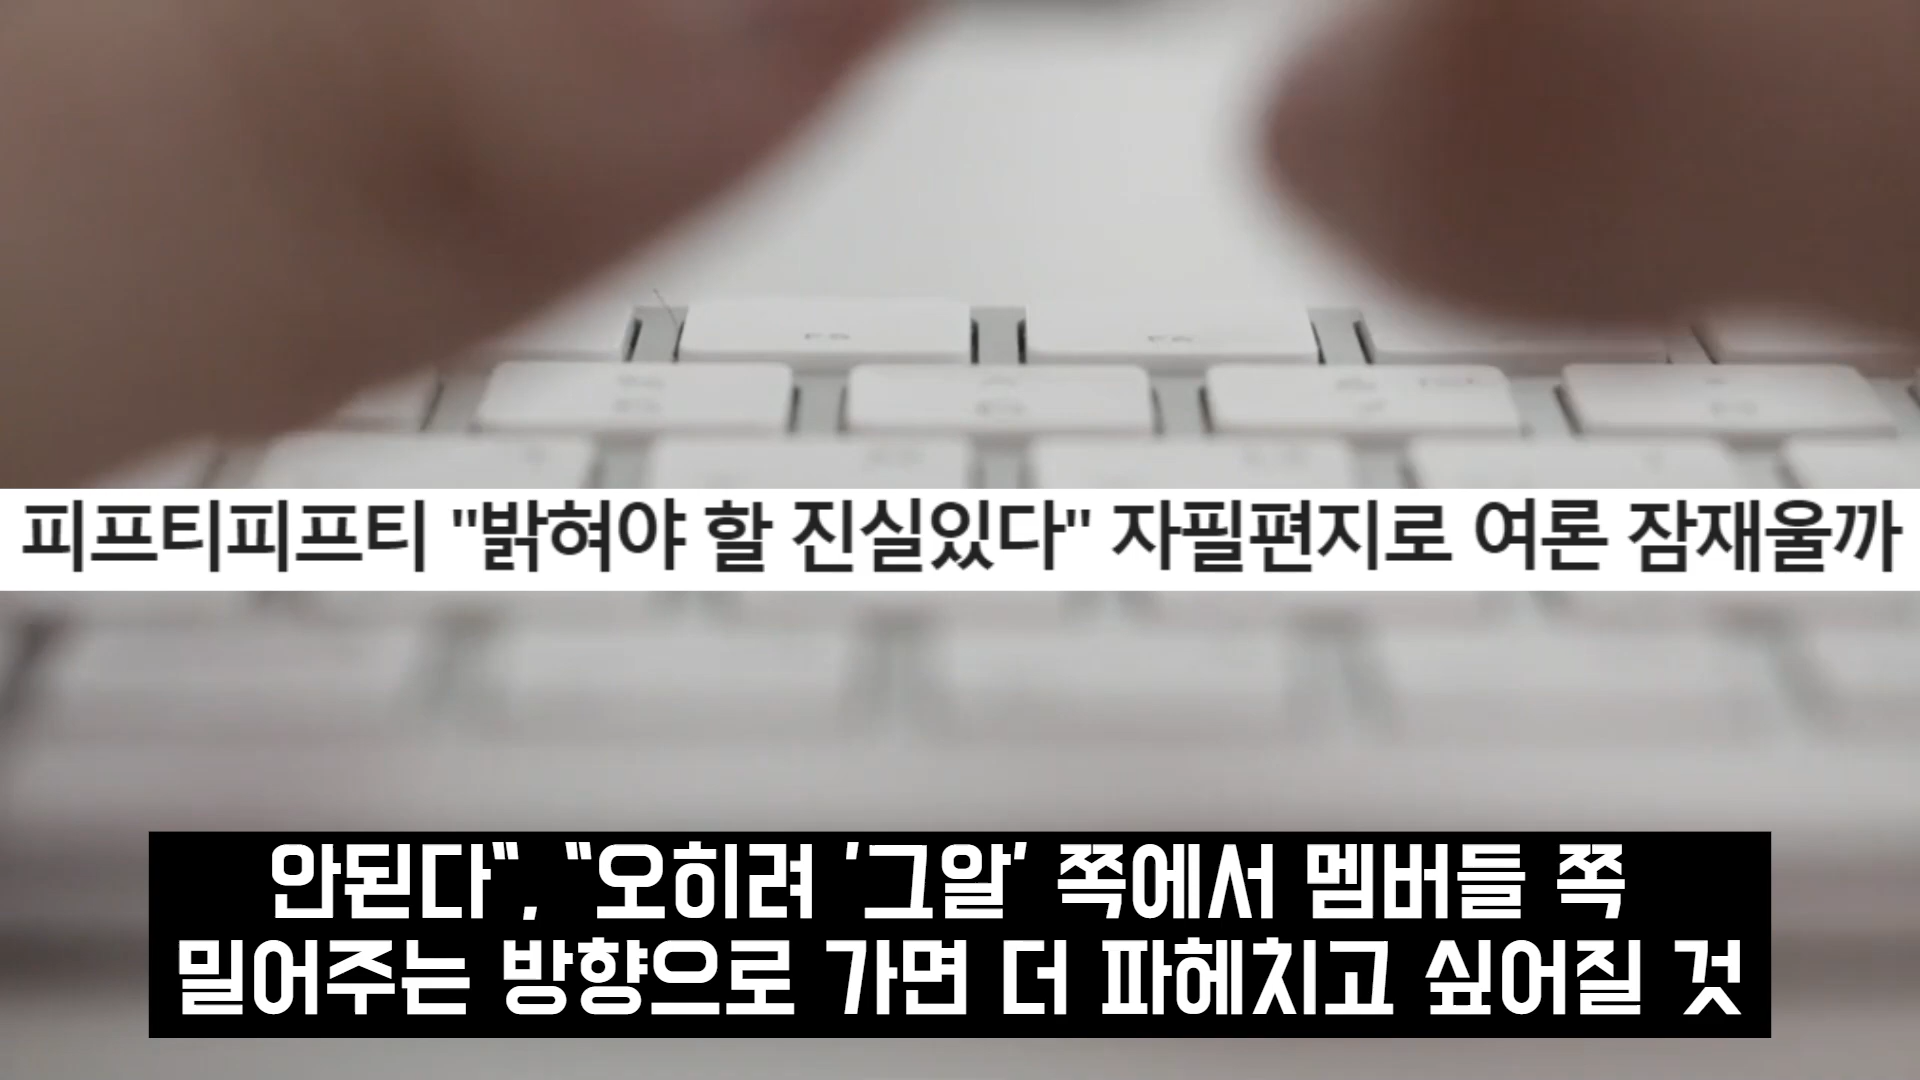 피프티피프티 "밝혀야 할 진실있다" 자필편지로 여론 잠재울까
안된다", "오히려 '그알' 쪽에서 멤버들 쪽
밀어주는 방향으로 가면 더 파헤치고 싶어질 것